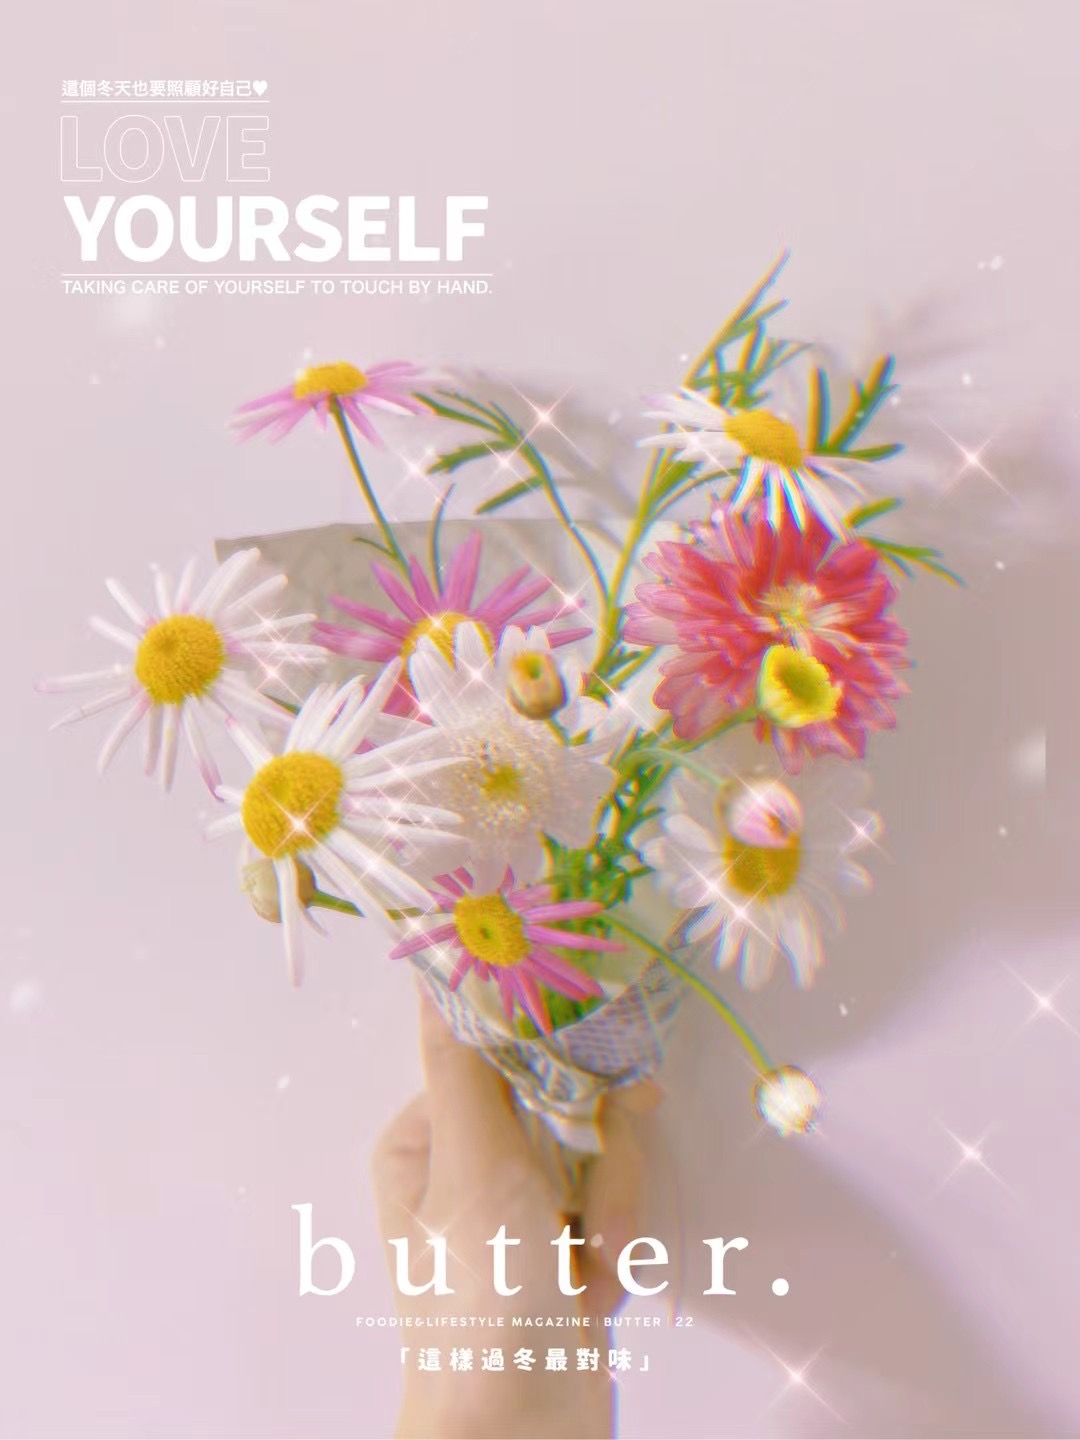 這個冬天也要照顧好自己♥
LOVE
YOURSELF
TAKING CARE OF YOURSELF TO TOUCH BY HAND.
butter.
FOODIE&LIFESTYLE MAGAZINE | BUTTER | 22
「這樣過冬最對味」